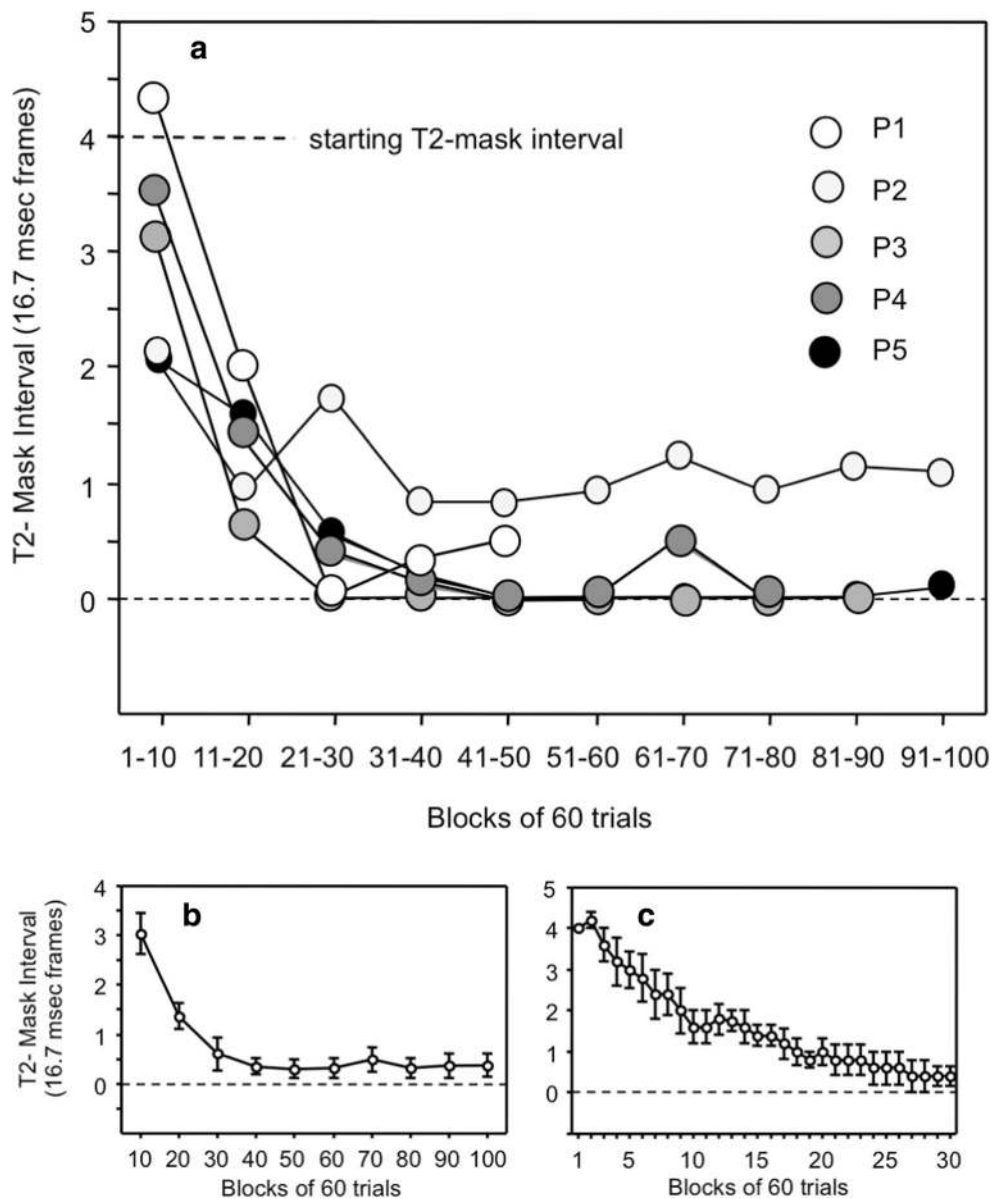 a
T2- Mask Interval (16.7 msec frames)
5
4
3
2
1
0
starting T2-mask interval
P1
P2
P3
P4
P5
1-10 11-20 21-30 31-40 41-50 51-60 61-70 71-80 81-90 91-100
Blocks of 60 trials
b
T2- Mask Interval
(16.7 msec frames)
4
3
2
1
0
10 20 30 40 50 60 70 80 90 100
Blocks of 60 trials
c
5
4
3
2
1
0
1 5 10 15 20 25 30
Blocks of 60 trials